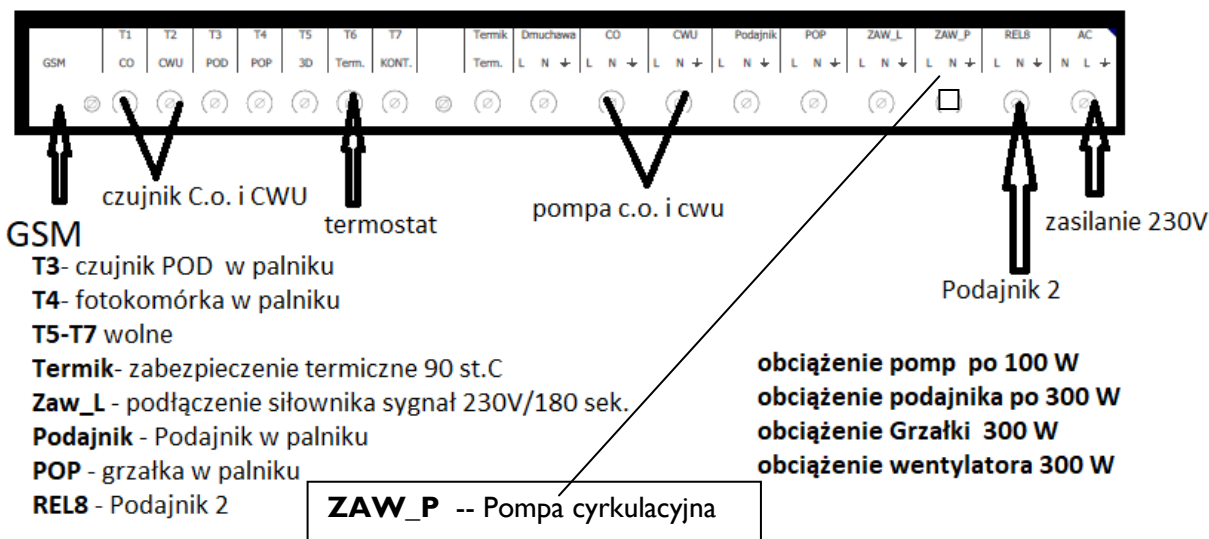 T1 T2 T3 T4 T5 T6 T7 Termik Dmuchawa CO CWU Podajnik POP ZAW_L ZAW_P REL8 AC
GSM CO CWU POD POP 3D Term. KONT. Term. L N L N L N L N L N L N L N L N N L
czujnik C.o. i CWU
termostat
pompa c.o. i cwu
zasilanie 230V
GSM
Podajnik 2
T3- czujnik POD w palniku
T4- fotokomórka w palniku
T5-T7 wolne
Termik- zabezpieczenie termiczne 90 st.C
Zaw_L - podłączenie siłownika sygnał 230V/180 sek.
Podajnik - Podajnik w palniku
POP - grzałka w palniku
REL8 - Podajnik 2
obciążenie pomp po 100 W
obciążenie podajnika po 300 W
obciążenie Grzałki 300 W
obciążenie wentylatora 300 W
ZAW_P -- Pompa cyrkulacyjna